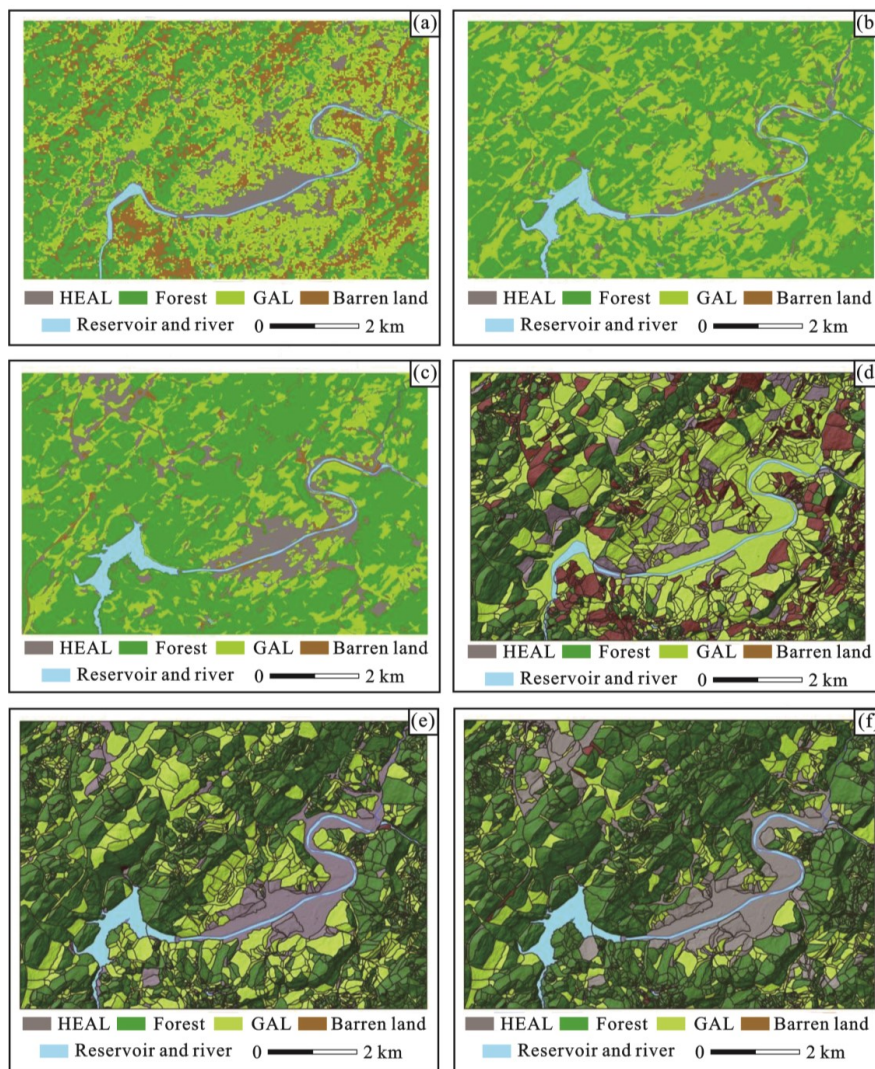 (a)
HEAL Forest GAL Barren land
Reservoir and river 0 2 km
(b)
HEAL Forest GAL Barren land
Reservoir and river 0 2 km
(c)
HEAL Forest GAL Barren land
Reservoir and river 0 2 km
(d)
HEAL Forest GAL Barren land
Reservoir and river 0 2 km
(e)
HEAL Forest GAL Barren land
Reservoir and river 0 2 km
(f)
HEAL Forest GAL Barren land
Reservoir and river 0 2 km